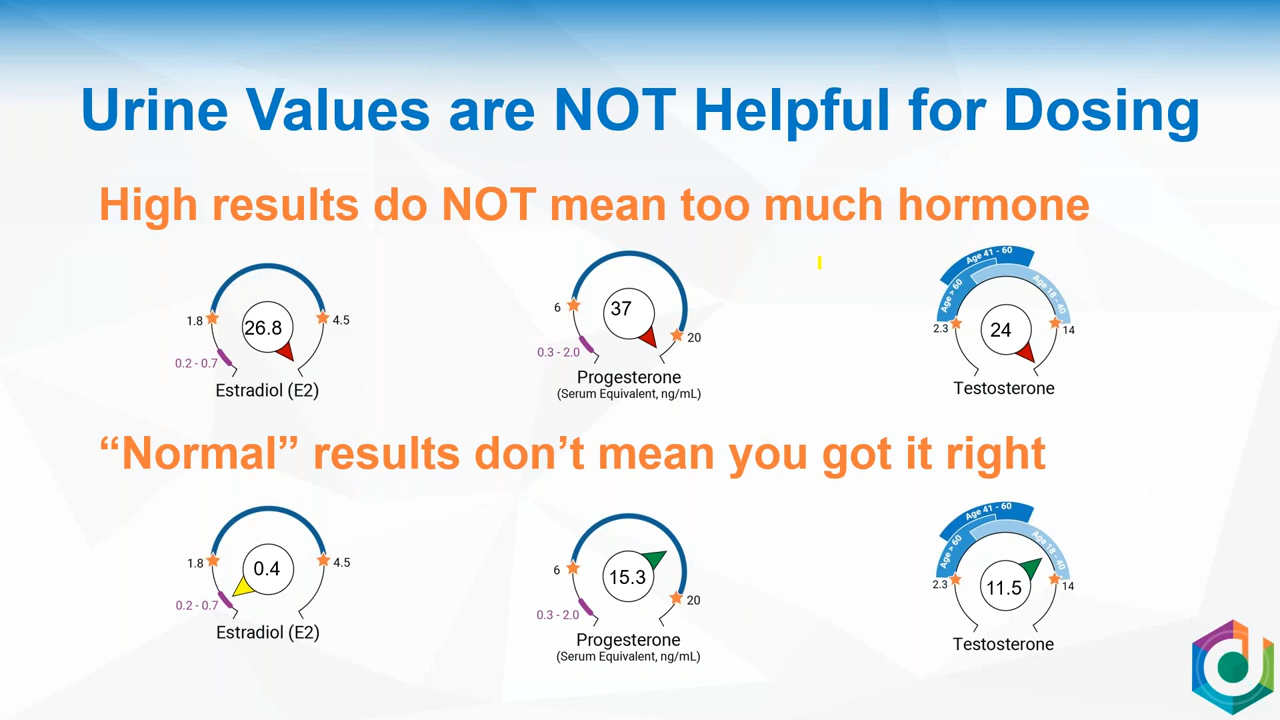 Urine Values are NOT Helpful for Dosing
High results do NOT mean too much hormone
1.8
26.8
4.5
0.2 - 0.7
Estradiol (E2)
6
37
20
0.3 - 2.0
Progesterone
(Serum Equivalent, ng/mL)
Age 41 - 60
Age > 60
Age 18 - 40
2.3
24
14
Testosterone
“Normal” results don’t mean you got it right
1.8
0.4
4.5
0.2 - 0.7
Estradiol (E2)
6
15.3
20
0.3 - 2.0
Progesterone
(Serum Equivalent, ng/mL)
Age 41 - 60
Age > 60
Age 18 - 40
2.3
11.5
14
Testosterone